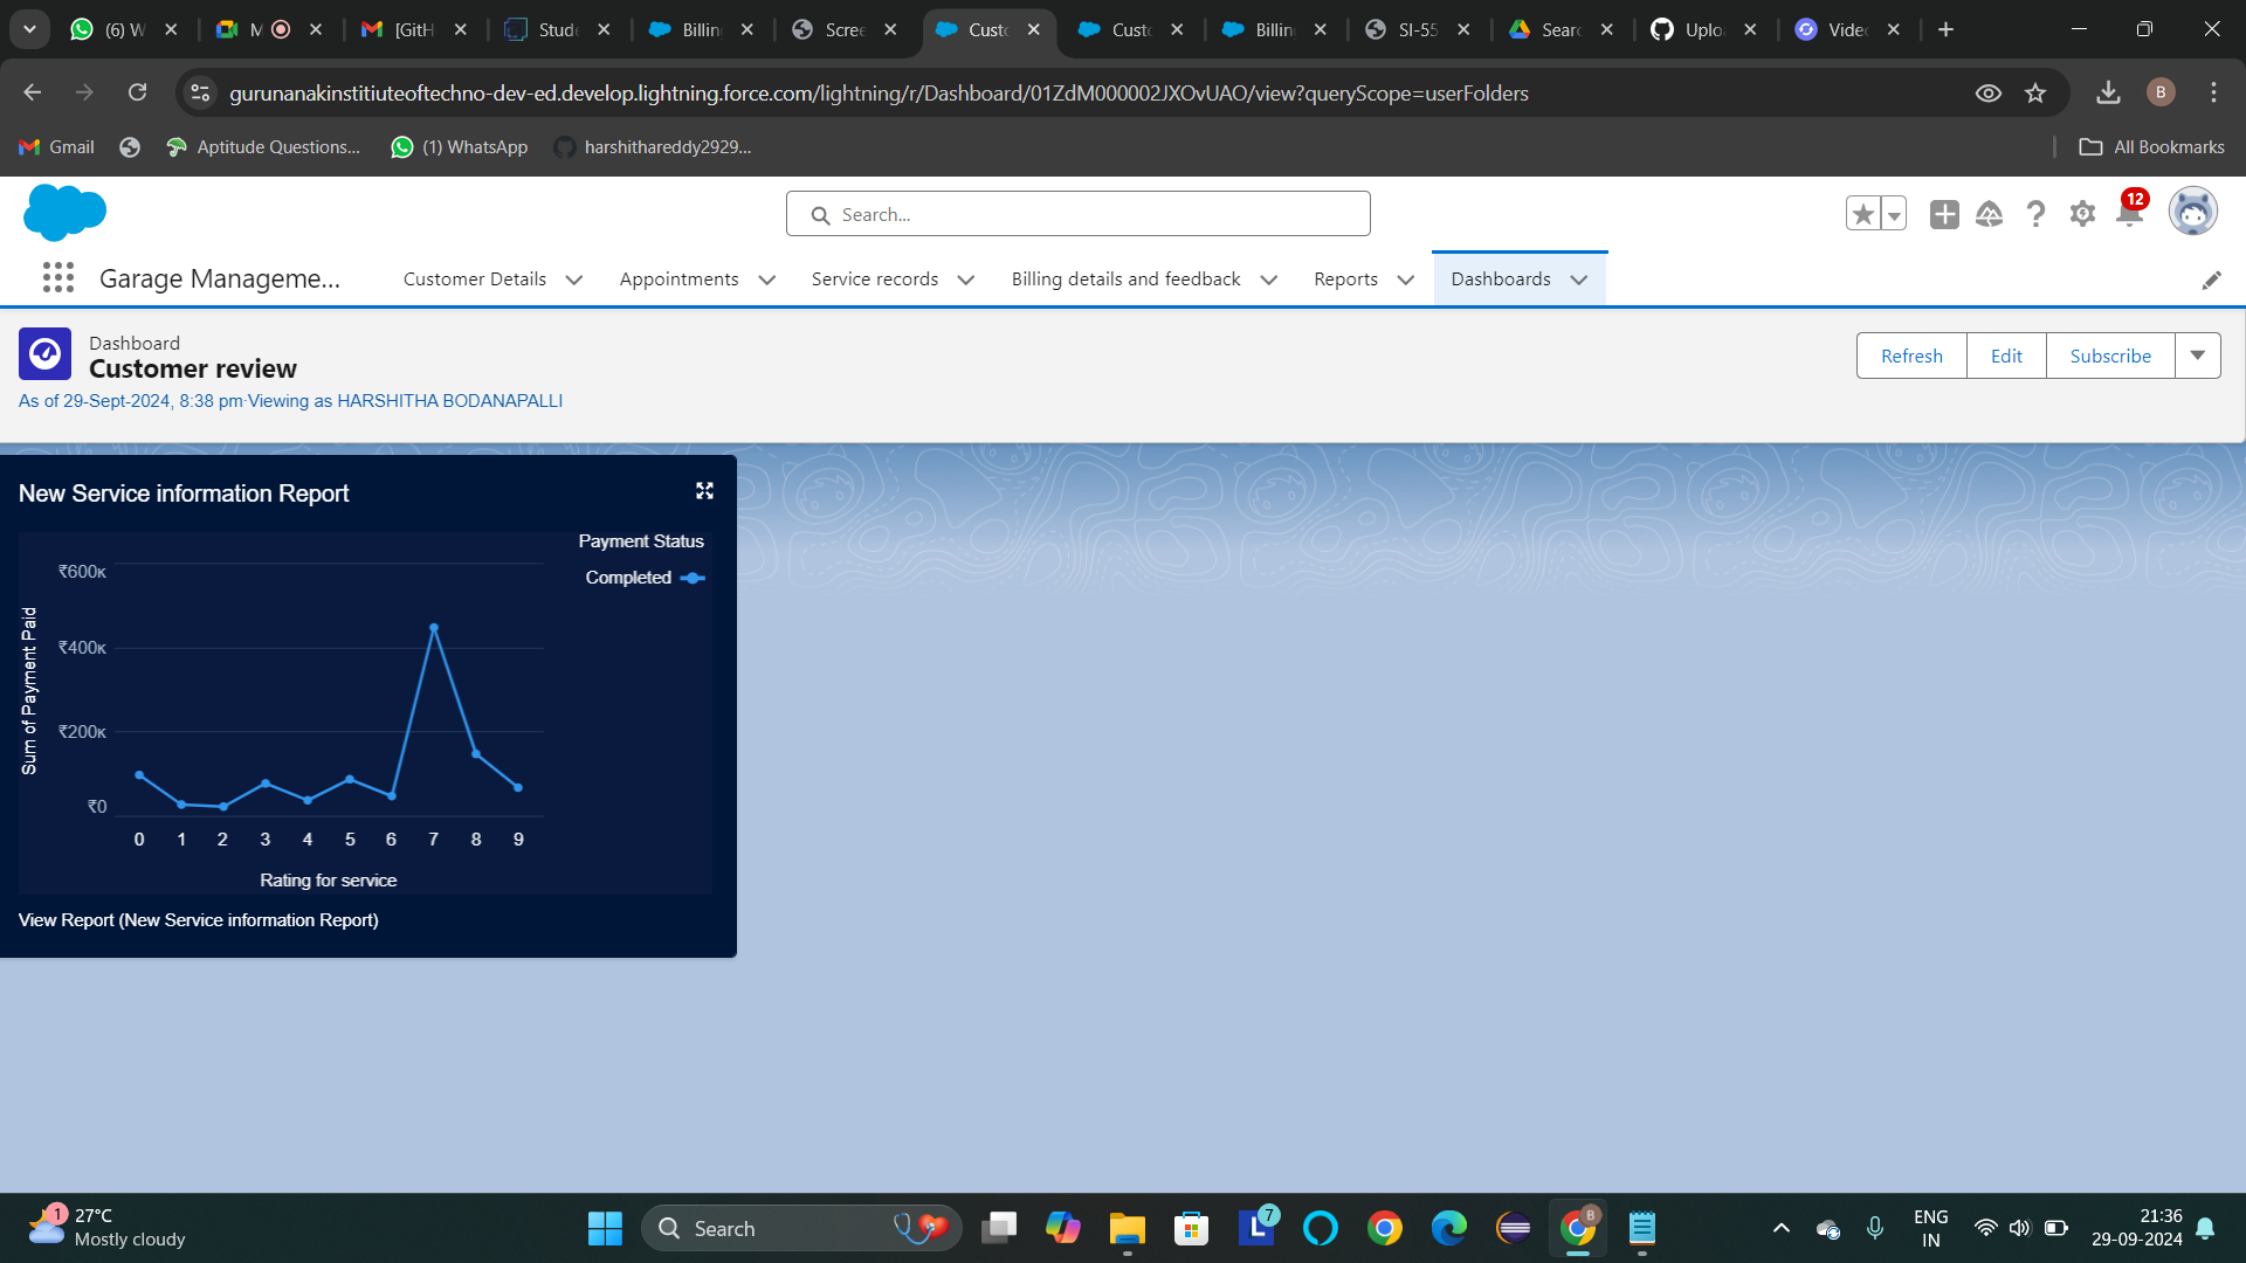 (6) W
M
[GitH
Stude
Billin
Scree
Custo
Custo
Billin
SI-55
Searc
Uplo
Video
gurunanakinstitiuteoftechno-dev-ed.develop.lightning.force.com/lightning/r/Dashboard/01ZdM000002JXOvUAO/view?queryScope=userFolders
B
Gmail
Aptitude Questions...
(1) WhatsApp
harshithareddy2929...
All Bookmarks
Search...
12
Garage Manageme...
Customer Details
Appointments
Service records
Billing details and feedback
Reports
Dashboards
Dashboard
Customer review
As of 29-Sept-2024, 8:38 pm·Viewing as HARSHITHA BODANAPALLI
Refresh
Edit
Subscribe
New Service information Report
Payment Status
Completed
Sum of Payment Paid
₹600K
₹400K
₹200K
₹0
0 1 2 3 4 5 6 7 8 9
Rating for service
View Report (New Service information Report)
1
27°C
Mostly cloudy
Search
L
7
B
ENG
IN
21:36
29-09-2024